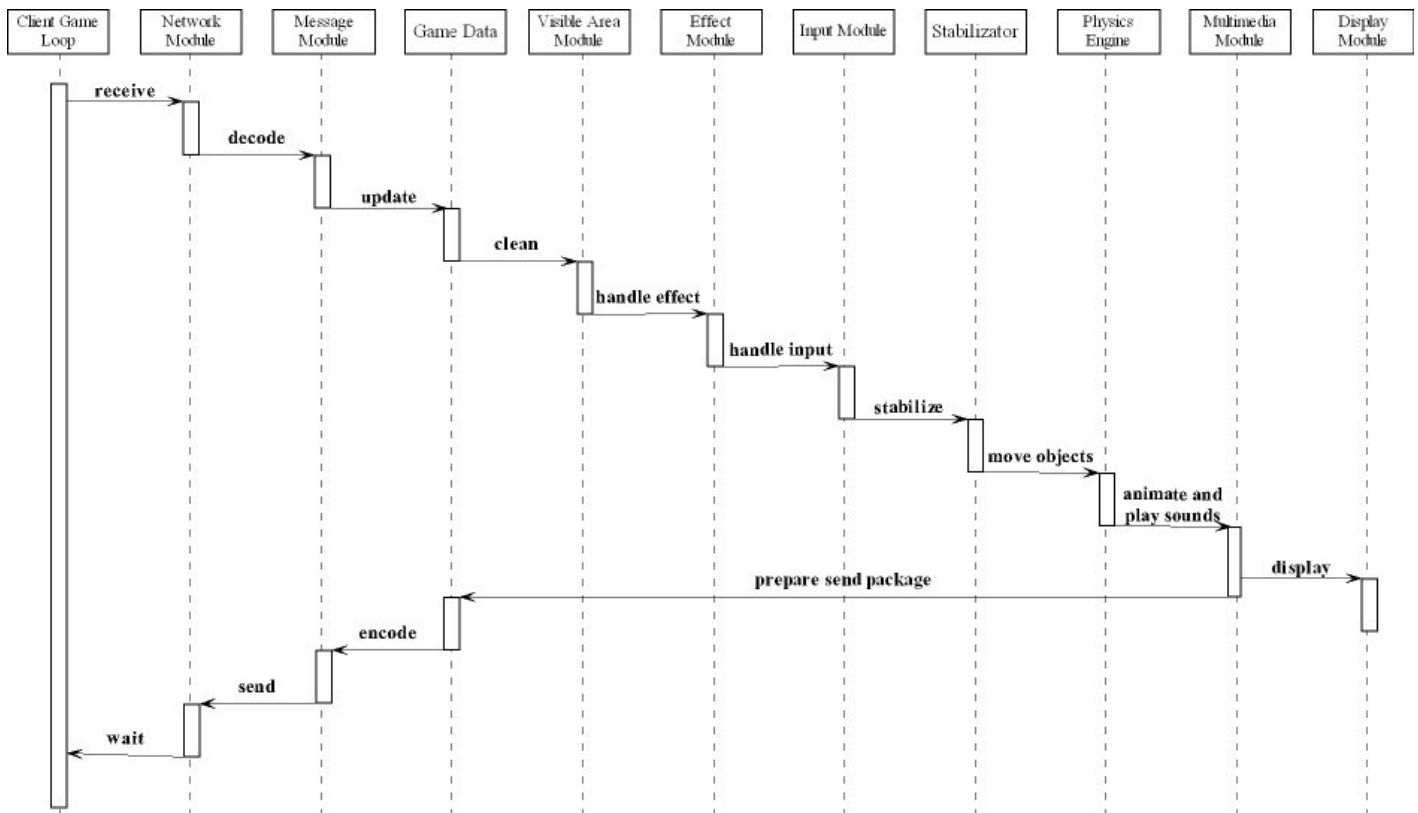 Client Game
Loop
Network
Module
Message
Module
Game Data
Visible Area
Module
Effect
Module
Input Module
Stabilizator
Physics
Engine
Multimedia
Module
Display
Module
receive
decode
update
clean
handle effect
handle input
stabilize
move objects
animate and
play sounds
display
prepare send package
encode
send
wait